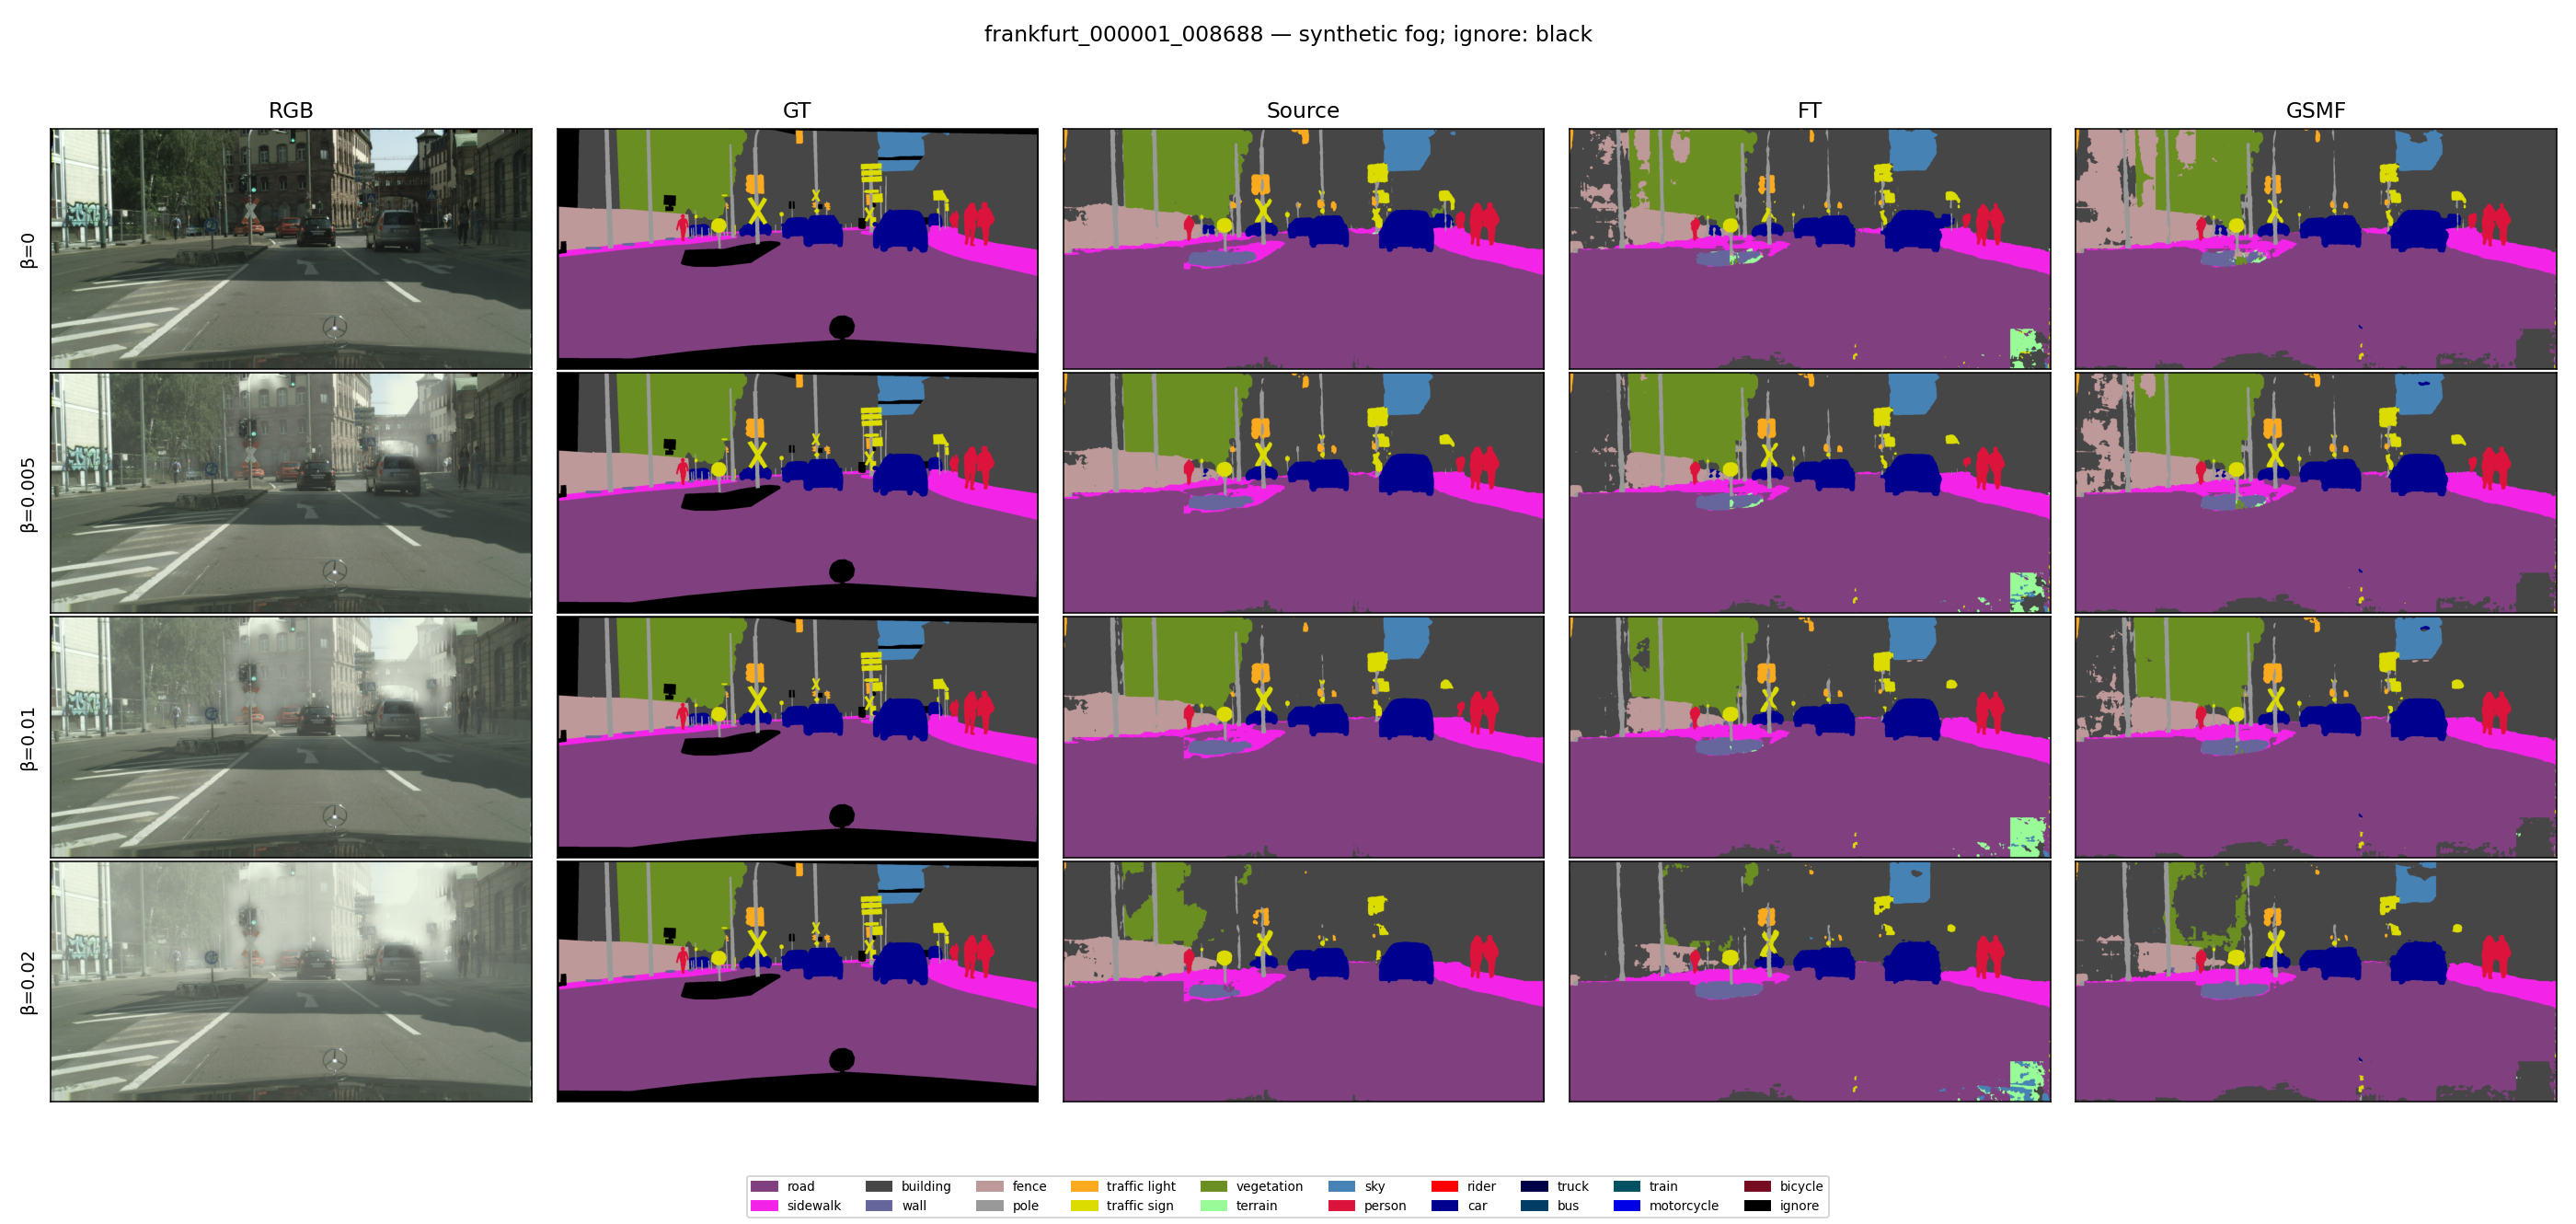 frankfurt_000001_008688 — synthetic fog; ignore: black
RGB GT Source FT GSMF
β=0
β=0.005
β=0.01
β=0.02
road building fence traffic light vegetation sky rider truck train bicycle
sidewalk wall pole traffic sign terrain person car bus motorcycle ignore